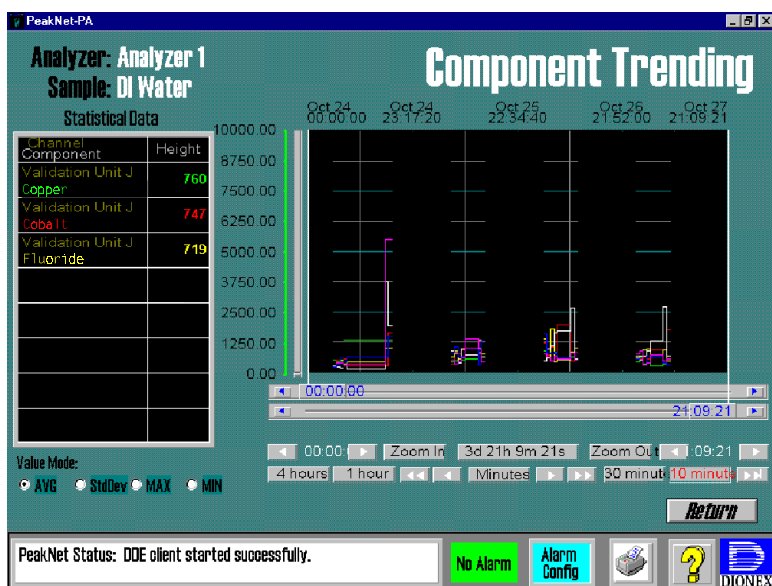 PeakNet-PA
Analyzer: Analyzer 1
Sample: DI Water
Component Trending
Statistical Data
Channel
Component
Height
Validation Unit J
Copper
760
Validation Unit J
Cobalt
747
Validation Unit J
Fluoride
719
Oct 24 Oct 24 Oct 25 Oct 26 Oct 27
00:00:00 23:17:20 22:34:40 21:52:00 21:09:21
10000.00
8750.00
7500.00
6250.00
5000.00
3750.00
2500.00
1250.00
0.00
00:00:00
21:09:21
00:00: Zoom In 3d 21h 9m 21s Zoom Out :09:21
4 hours 1 hour Minutes 30 minut 10 minute
Value Mode:
AVG StdDev MAX MIN
Return
PeakNet Status: DDE client started successfully.
No Alarm
Alarm
Config
?
DIONEX